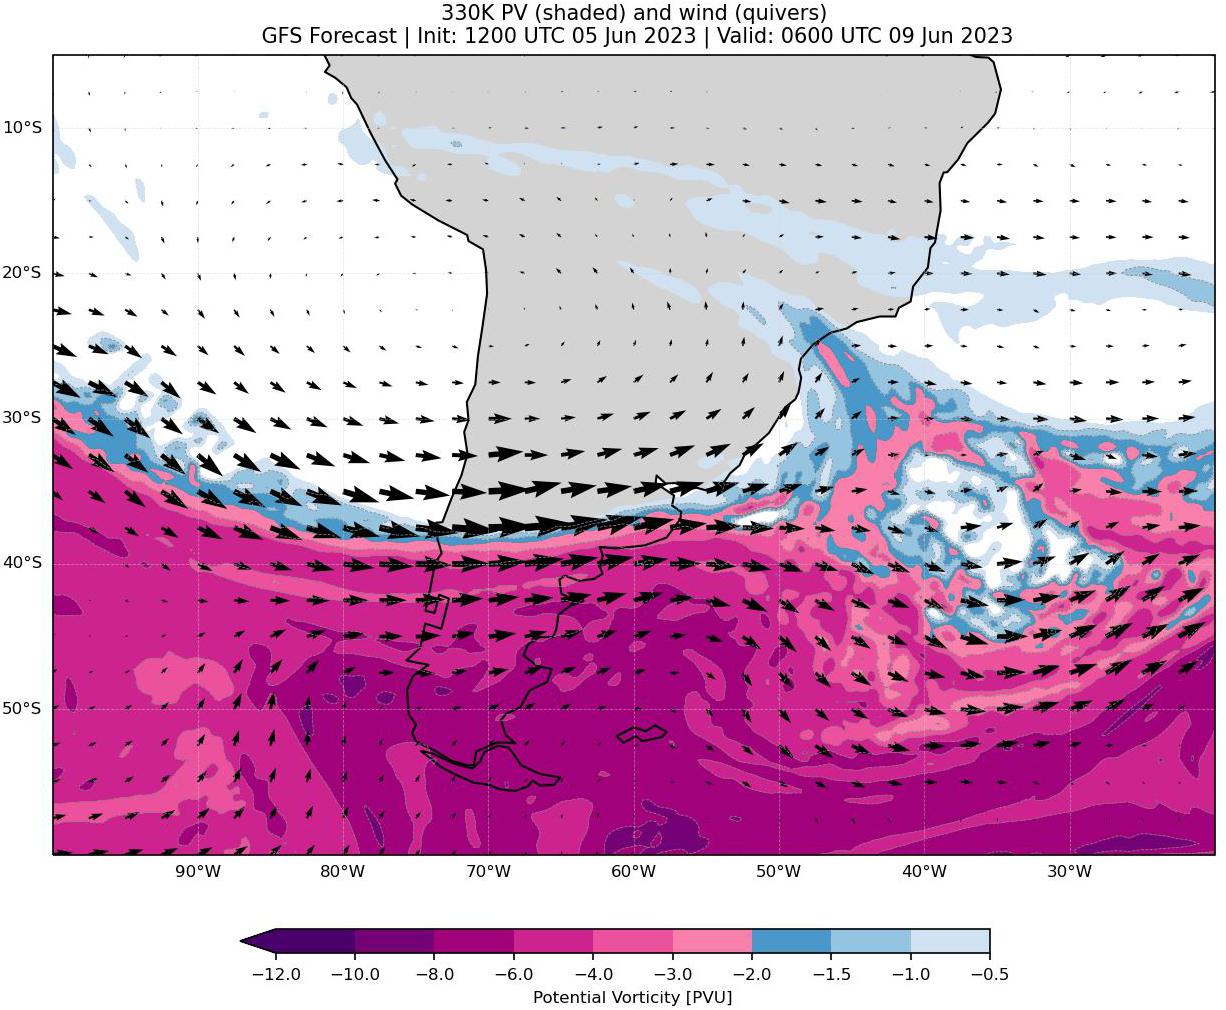 330K PV (shaded) and wind (quivers)
GFS Forecast | Init: 1200 UTC 05 Jun 2023 | Valid: 0600 UTC 09 Jun 2023
10°S
20°S
30°S
40°S
50°S
90°W 80°W 70°W 60°W 50°W 40°W 30°W
−12.0 −10.0 −8.0 −6.0 −4.0 −3.0 −2.0 −1.5 −1.0 −0.5
Potential Vorticity [PVU]